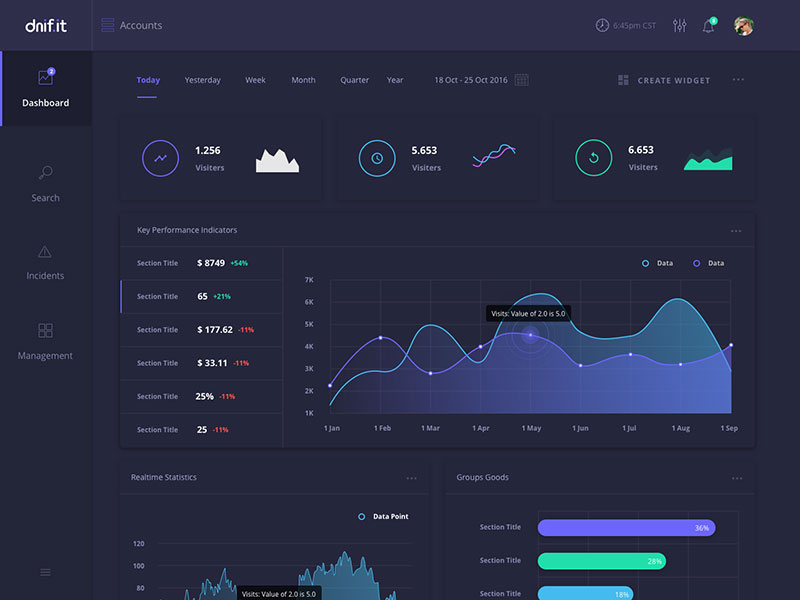 dnif.it
Accounts
6:45pm CST
8
2
Dashboard
Search
Incidents
Management
Today Yesterday Week Month Quarter Year 18 Oct - 25 Oct 2016 CREATE WIDGET
1.256
Visiters
5.653
Visiters
6.653
Visiters
Key Performance Indicators
Section Title $ 8749 +54%
Section Title 65 +21%
Section Title $ 177.62 -11%
Section Title $ 33.11 -11%
Section Title 25% -11%
Section Title 25 -11%
Data Data
7K
6K
5K
4K
3K
2K
1K
Visits: Value of 2.0 is 5.0
1 Jan 1 Feb 1 Mar 1 Apr 1 May 1 Jun 1 Jul 1 Aug 1 Sep
Realtime Statistics
Data Point
120
100
80
Visits: Value of 2.0 is 5.0
Groups Goods
Section Title 36%
Section Title 28%
Section Title 18%